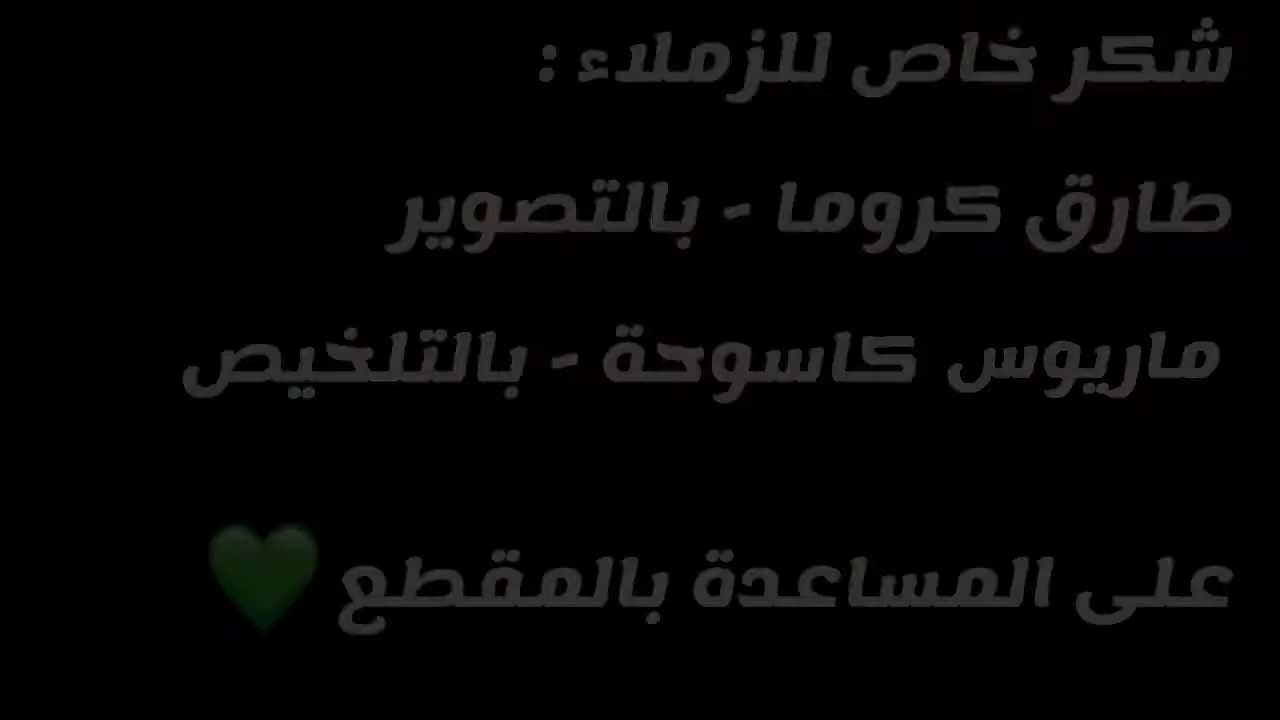 شكر خاص للزملاء :
طارق كروما - بالتصوير
ماريوس كاسوحة - بالتلخيص
على المساعدة بالمقطع 💚